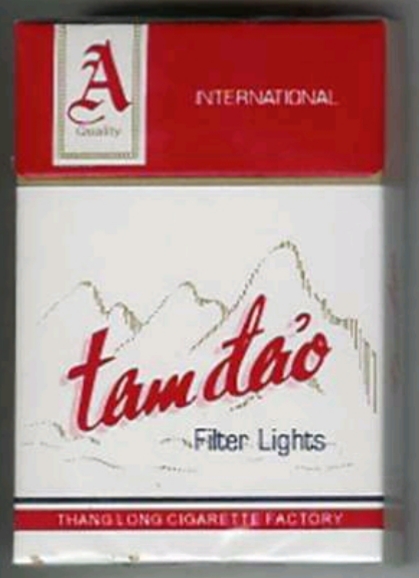 A
Quality
INTERNATIONAL
tam đảo
Filter Lights
THANG LONG CIGARETTE FACTORY